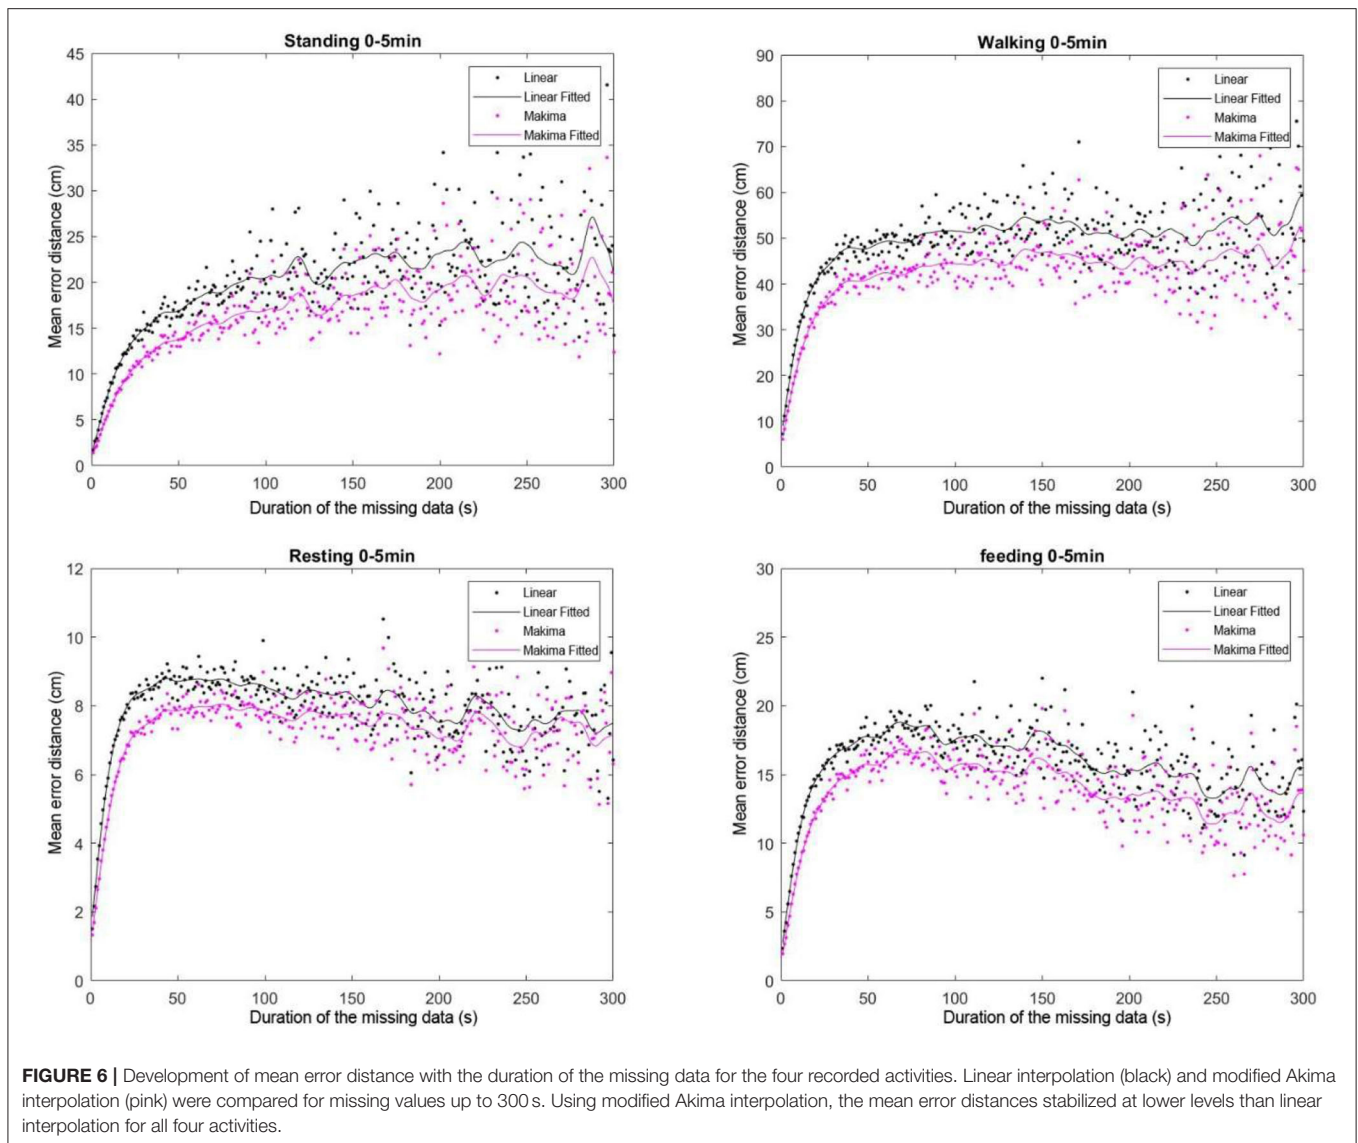 Standing 0-5min
45
40
35
30
25
20
15
10
5
0
Mean error distance (cm)
Linear
Linear Fitted
Makima
Makima Fitted
0 50 100 150 200 250 300
Duration of the missing data (s)
Walking 0-5min
90
80
70
60
50
40
30
20
10
0
Mean error distance (cm)
Linear
Linear Fitted
Makima
Makima Fitted
0 50 100 150 200 250 300
Duration of the missing data (s)
Resting 0-5min
12
10
8
6
4
2
0
Mean error distance (cm)
Linear
Linear Fitted
Makima
Makima Fitted
0 50 100 150 200 250 300
Duration of the missing data (s)
feeding 0-5min
30
25
20
15
10
5
0
Mean error distance (cm)
Linear
Linear Fitted
Makima
Makima Fitted
0 50 100 150 200 250 300
Duration of the missing data (s)
FIGURE 6 | Development of mean error distance with the duration of the missing data for the four recorded activities. Linear interpolation (black) and modified Akima
interpolation (pink) were compared for missing values up to 300 s. Using modified Akima interpolation, the mean error distances stabilized at lower levels than linear
interpolation for all four activities.